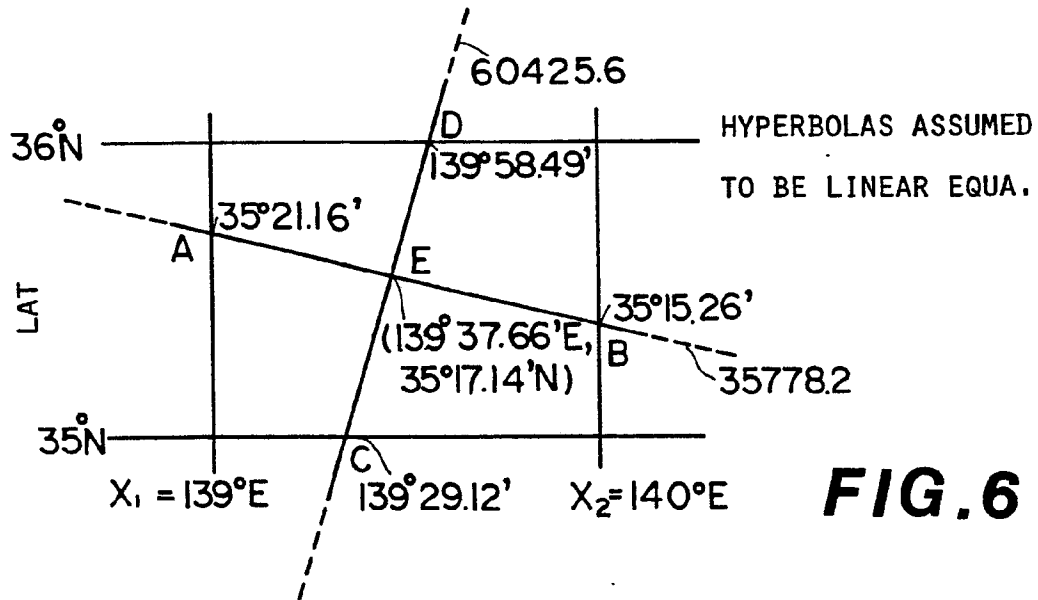 60425.6
HYPERBOLAS ASSUMED
TO BE LINEAR EQUA.
36°N
D
139°58.49'
35°21.16'
A
E
LAT
35°15.26'
(139° 37.66'E,
35°17.14'N)
B
35778.2
35°N
C
139°29.12'
X₁ = 139°E
X₂=140°E
FIG.6